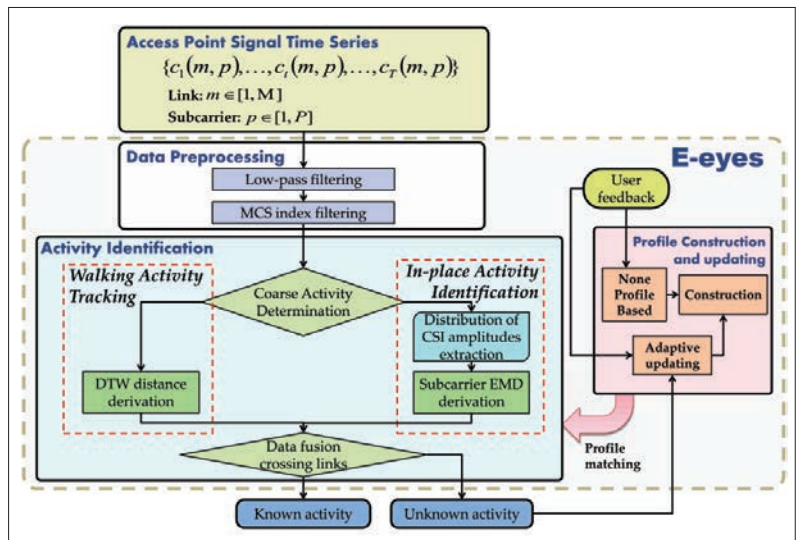 Access Point Signal Time Series
{c₁(m, p),…,cₜ(m, p),…,c_T(m, p)}
Link: m ∈ [1, M]
Subcarrier: p ∈ [1, P]
E-eyes
Data Preprocessing
Low-pass filtering
MCS index filtering
User
feedback
Activity Identification
Walking Activity
Tracking
Coarse Activity
Determination
In-place Activity
Identification
Distribution of
CSI amplitudes
extraction
DTW distance
derivation
Subcarrier EMD
derivation
Profile Construction
and updating
None
Profile
Based
Construction
Adaptive
updating
Profile
matching
Data fusion
crossing links
Known activity
Unknown activity